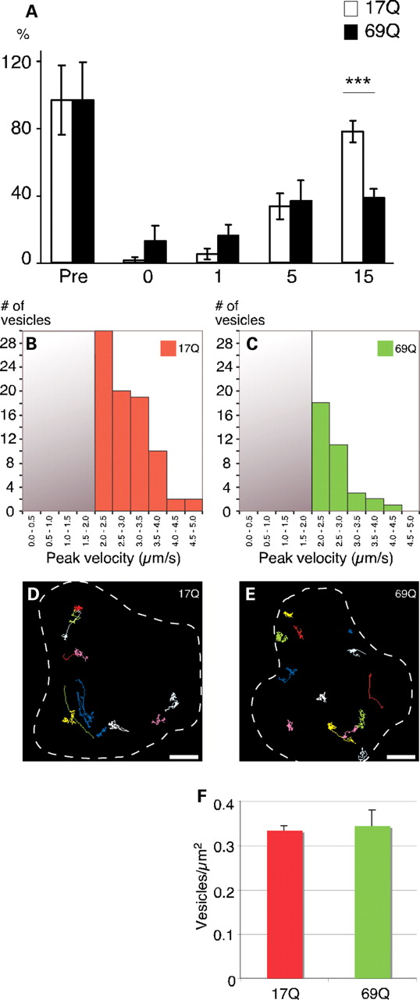 A
17Q
69Q
%
120
80
40
0
***
Pre 0 1 5 15
# of
vesicles
B
17Q
28
24
20
16
12
8
4
0
0.0 - 0.5
0.5 - 1.0
1.0 - 1.5
1.5 - 2.0
2.0 - 2.5
2.5 - 3.0
3.0 - 3.5
3.5 - 4.0
4.0 - 4.5
4.5 - 5.0
Peak velocity (µm/s)
# of
vesicles
C
69Q
28
24
20
16
12
8
4
0
0.0 - 0.5
0.5 - 1.0
1.0 - 1.5
1.5 - 2.0
2.0 - 2.5
2.5 - 3.0
3.0 - 3.5
3.5 - 4.0
4.0 - 4.5
4.5 - 5.0
Peak velocity (µm/s)
D
17Q
E
69Q
F
0.4
0.3
0.2
0.1
0
Vesicles/µm2
17Q 69Q